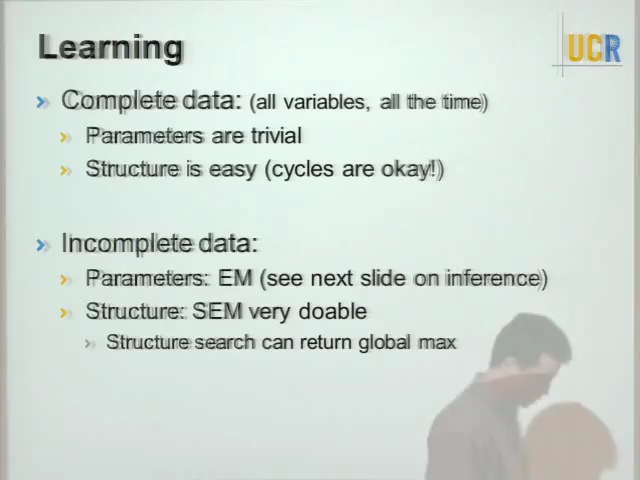 Learning
UCR
Complete data: (all variables, all the time)
Parameters are trivial
Structure is easy (cycles are okay!)
Incomplete data:
Parameters: EM (see next slide on inference)
Structure: SEM very doable
Structure search can return global max